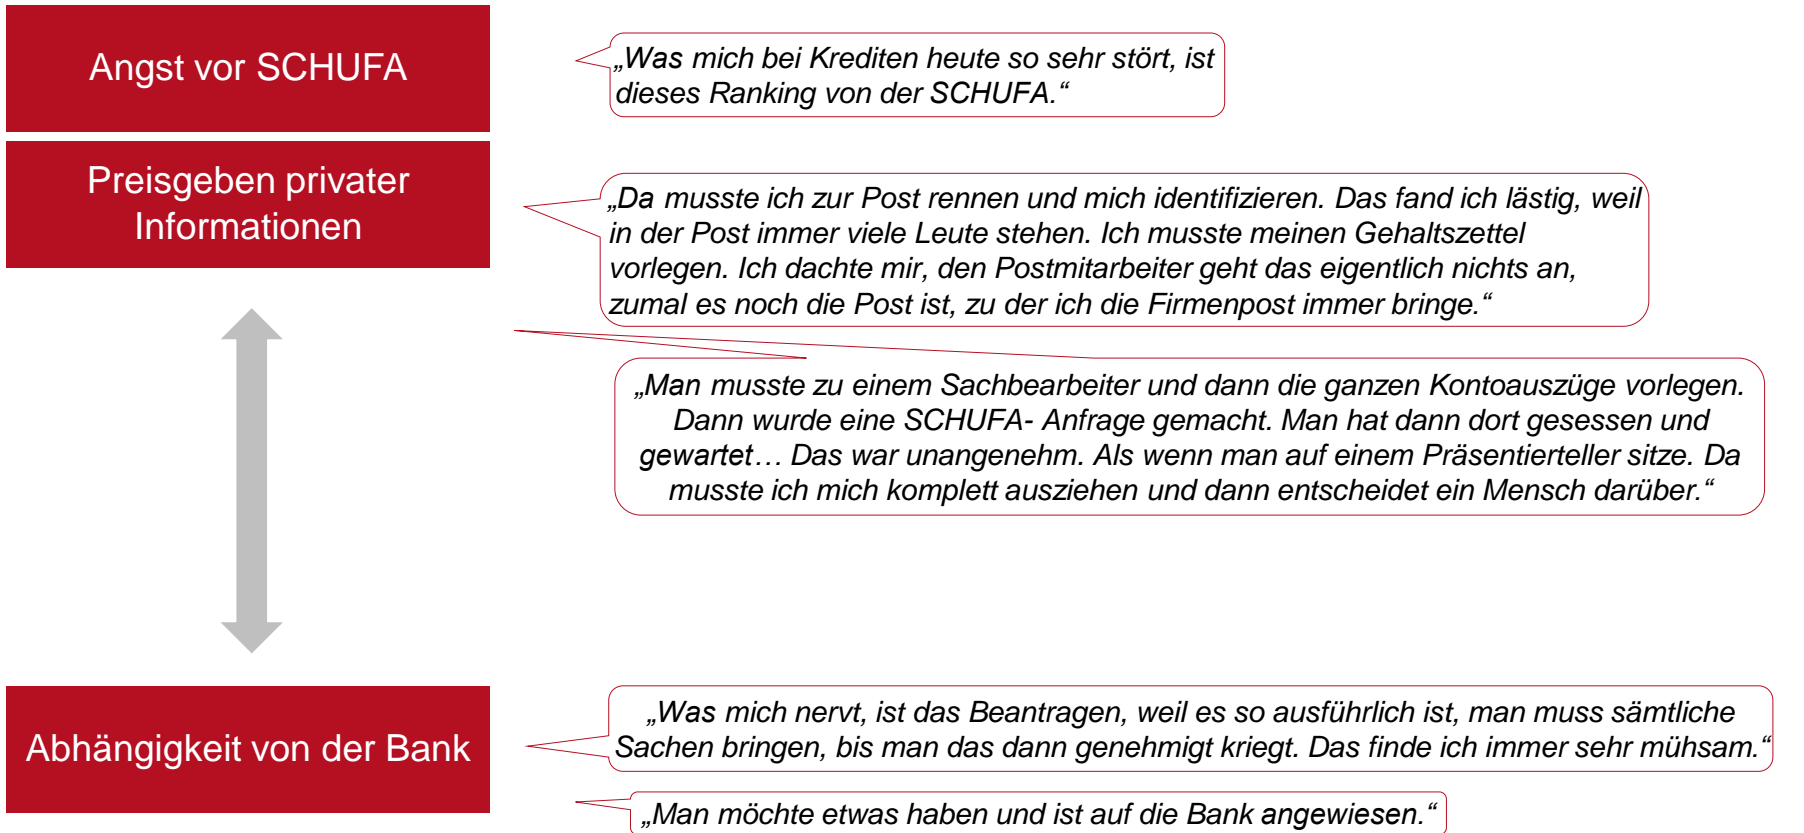 Angst vor SCHUFA
„Was mich bei Krediten heute so sehr stört, ist
dieses Ranking von der SCHUFA.“
Preisgeben privater
Informationen
„Da musste ich zur Post rennen und mich identifizieren. Das fand ich lästig, weil
in der Post immer viele Leute stehen. Ich musste meinen Gehaltszettel
vorlegen. Ich dachte mir, den Postmitarbeiter geht das eigentlich nichts an,
zumal es noch die Post ist, zu der ich die Firmenpost immer bringe.“
„Man musste zu einem Sachbearbeiter und dann die ganzen Kontoauszüge vorlegen.
Dann wurde eine SCHUFA- Anfrage gemacht. Man hat dann dort gesessen und
gewartet… Das war unangenehm. Als wenn man auf einem Präsentierteller sitze. Da
musste ich mich komplett ausziehen und dann entscheidet ein Mensch darüber.“
Abhängigkeit von der Bank
„Was mich nervt, ist das Beantragen, weil es so ausführlich ist, man muss sämtliche
Sachen bringen, bis man das dann genehmigt kriegt. Das finde ich immer sehr mühsam.“
„Man möchte etwas haben und ist auf die Bank angewiesen.“